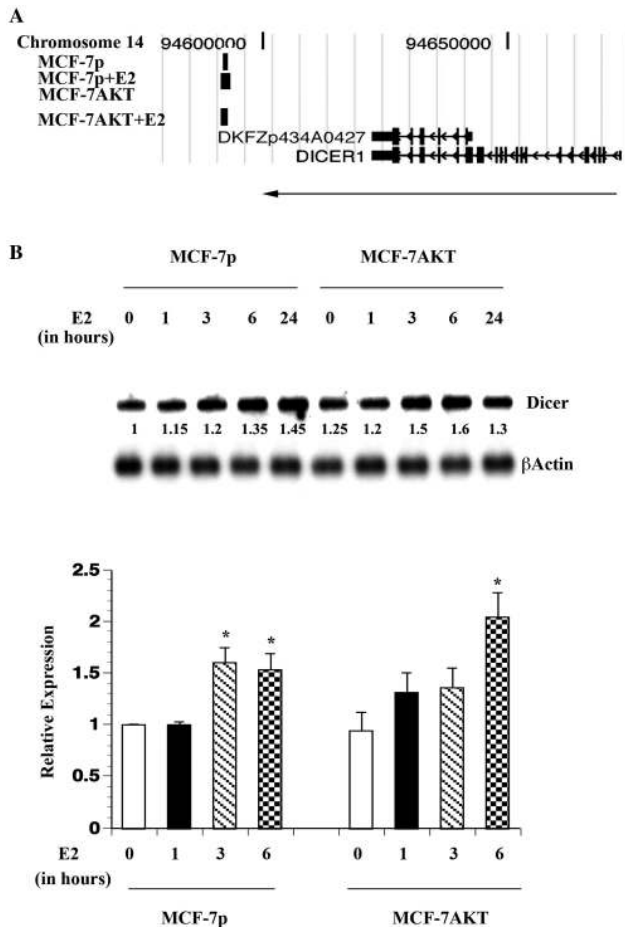 A
Chromosome 14 94600000 94650000
MCF-7p
MCF-7p+E2
MCF-7AKT
MCF-7AKT+E2
DKFZp434A0427
DICER1
B
MCF-7p MCF-7AKT
E2 0 1 3 6 24 0 1 3 6 24
(in hours)
Dicer
1 1.15 1.2 1.35 1.45 1.25 1.2 1.5 1.6 1.3
βActin
Relative Expression
2.5
2
1.5
1
0.5
0
* * *
E2 0 1 3 6 0 1 3 6
(in hours)
MCF-7p MCF-7AKT